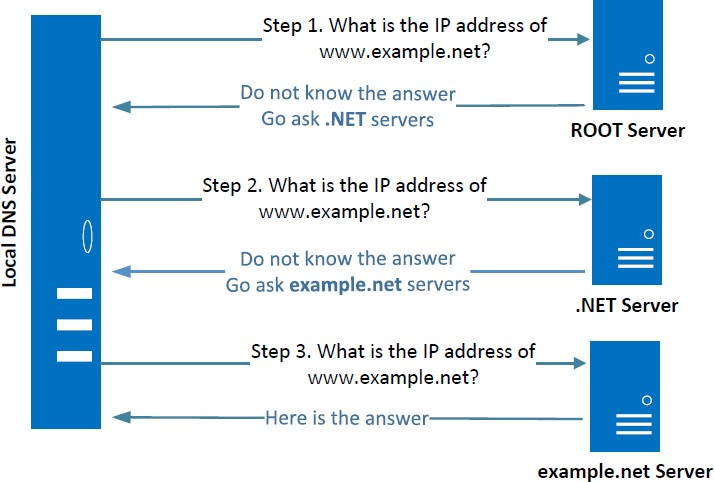 Local DNS Server
Step 1. What is the IP address of
www.example.net?
Do not know the answer
Go ask .NET servers
ROOT Server
Step 2. What is the IP address of
www.example.net?
Do not know the answer
Go ask example.net servers
.NET Server
Step 3. What is the IP address of
www.example.net?
Here is the answer
example.net Server